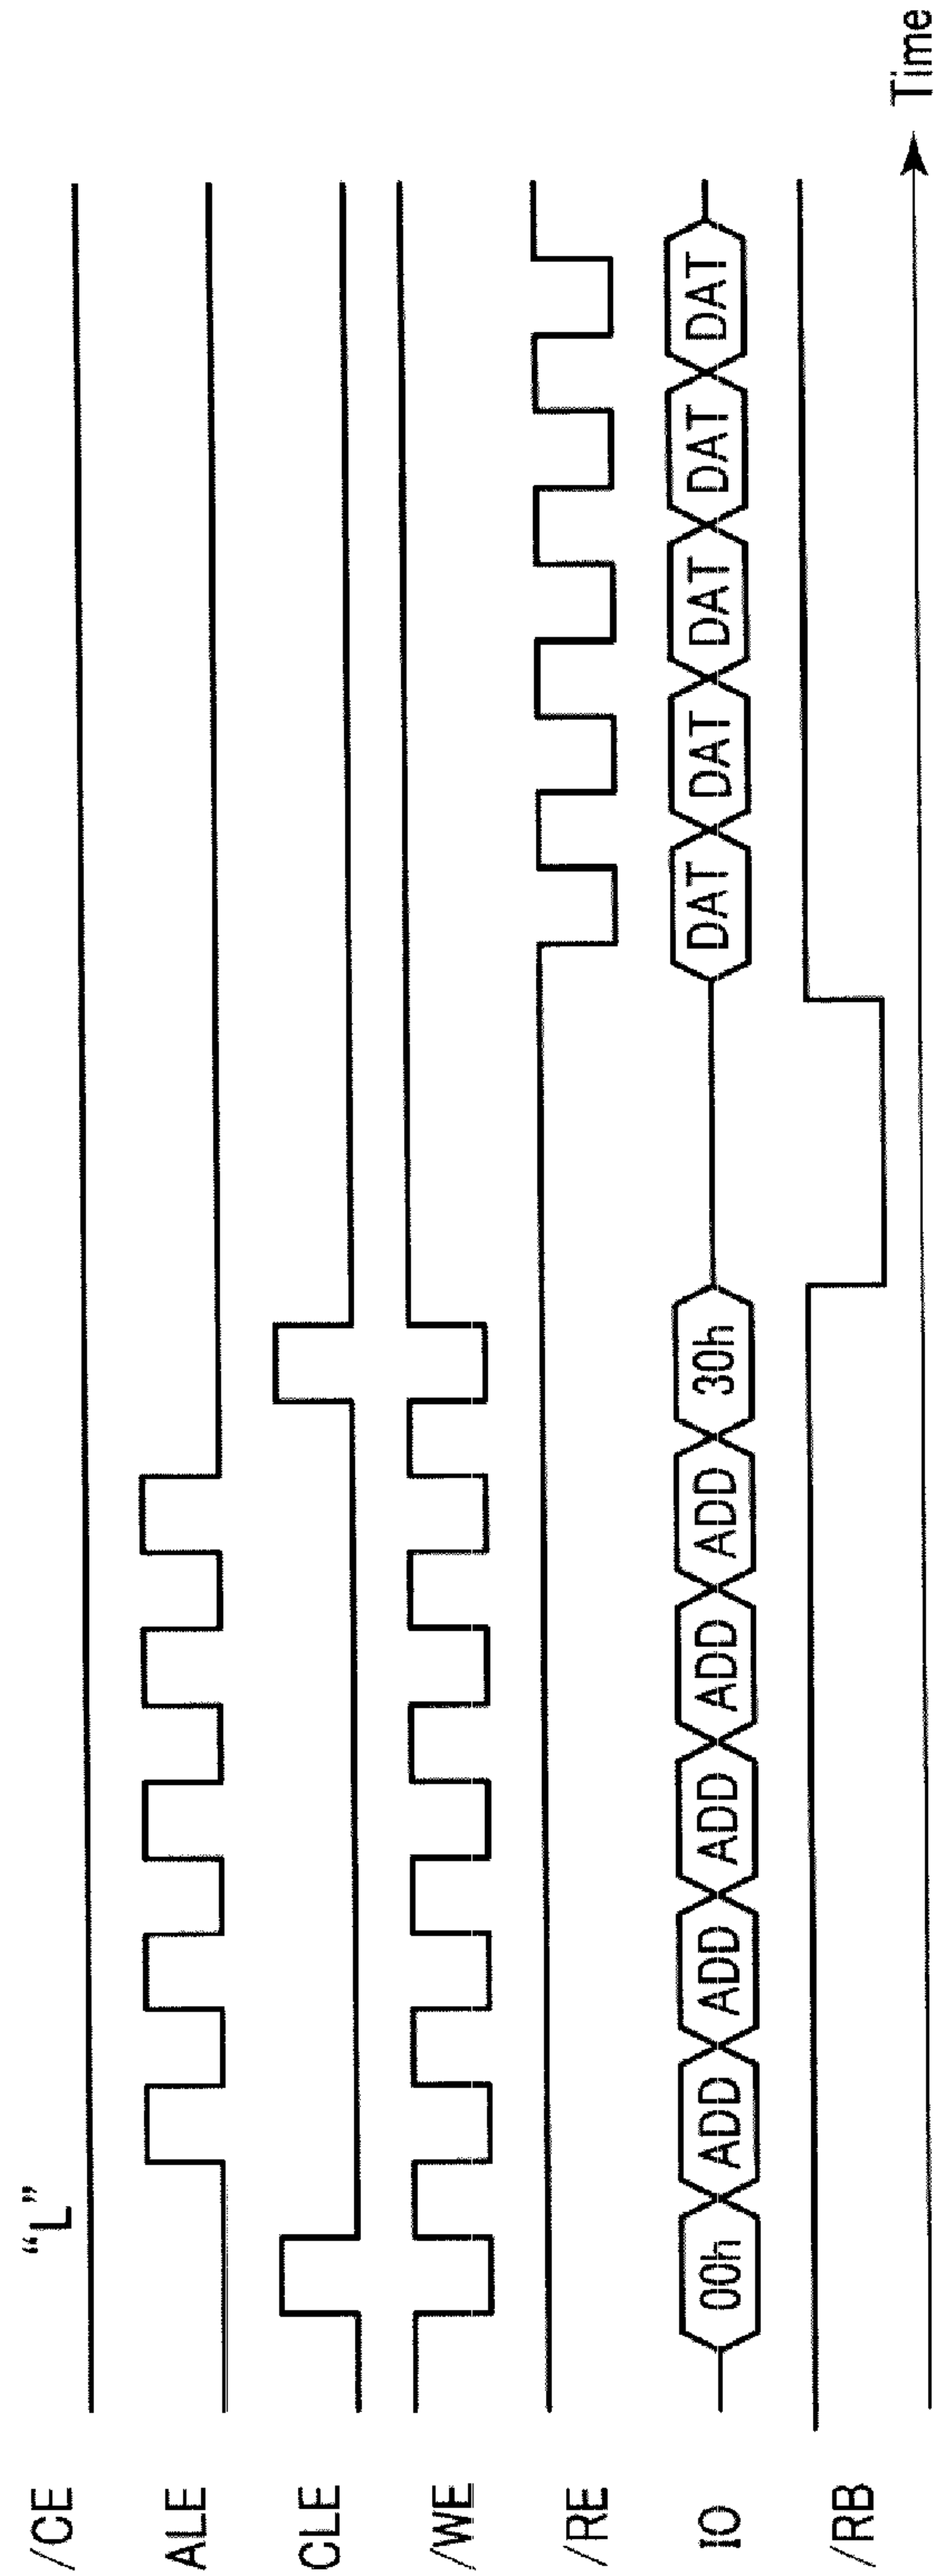 /CE "L"
ALE
CLE
/WE
/RE
IO 00h ADD ADD ADD ADD ADD 30h DAT DAT DAT DAT DAT
/RB
Time